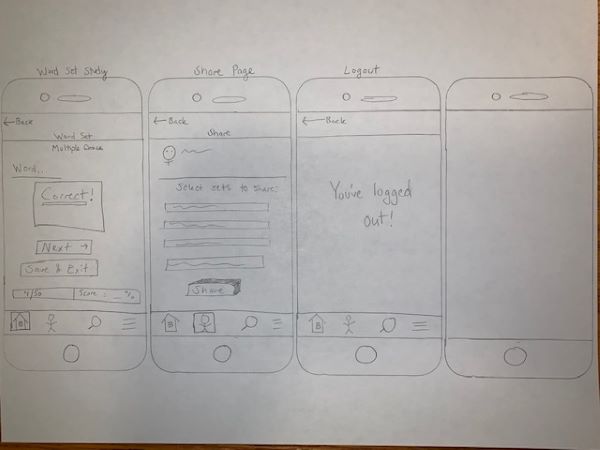 Word Set Study
← Back
Word Set
Multiple Choice
Word..
Correct!
Next →
Save & Exit
4/50
Score: _%
B
Share Page
← Back
Share
Select sets to share:
Share
B
Logout
← Back
You've logged
out!
B